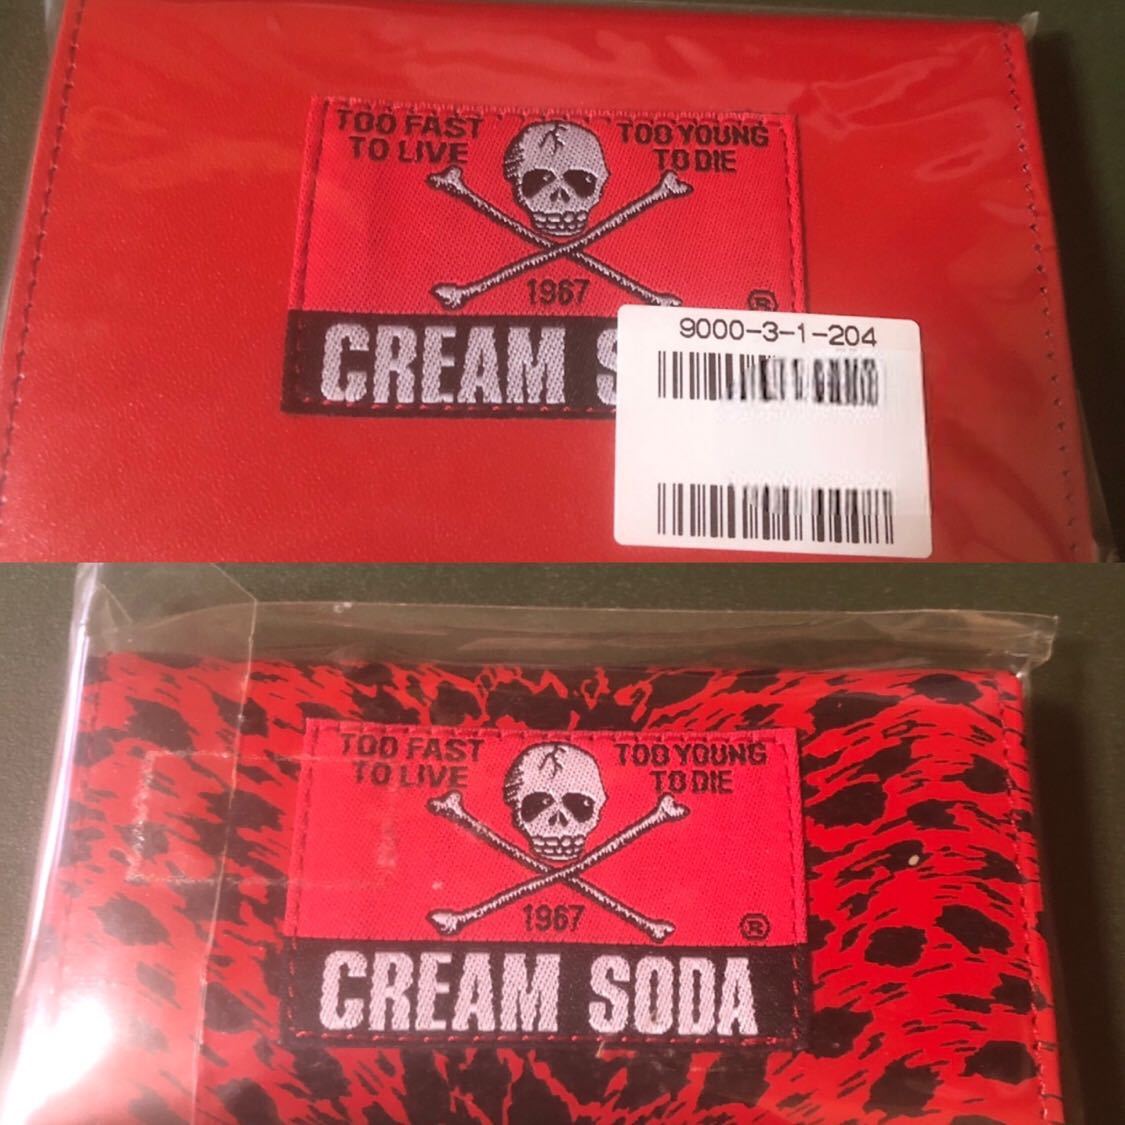 TOO FAST
TO LIVE
TOO YOUNG
TO DIE
1967
®
CREAM S
9000-3-1-204
TOO FAST
TO LIVE
TOO YOUNG
TO DIE
1967
®
CREAM SODA